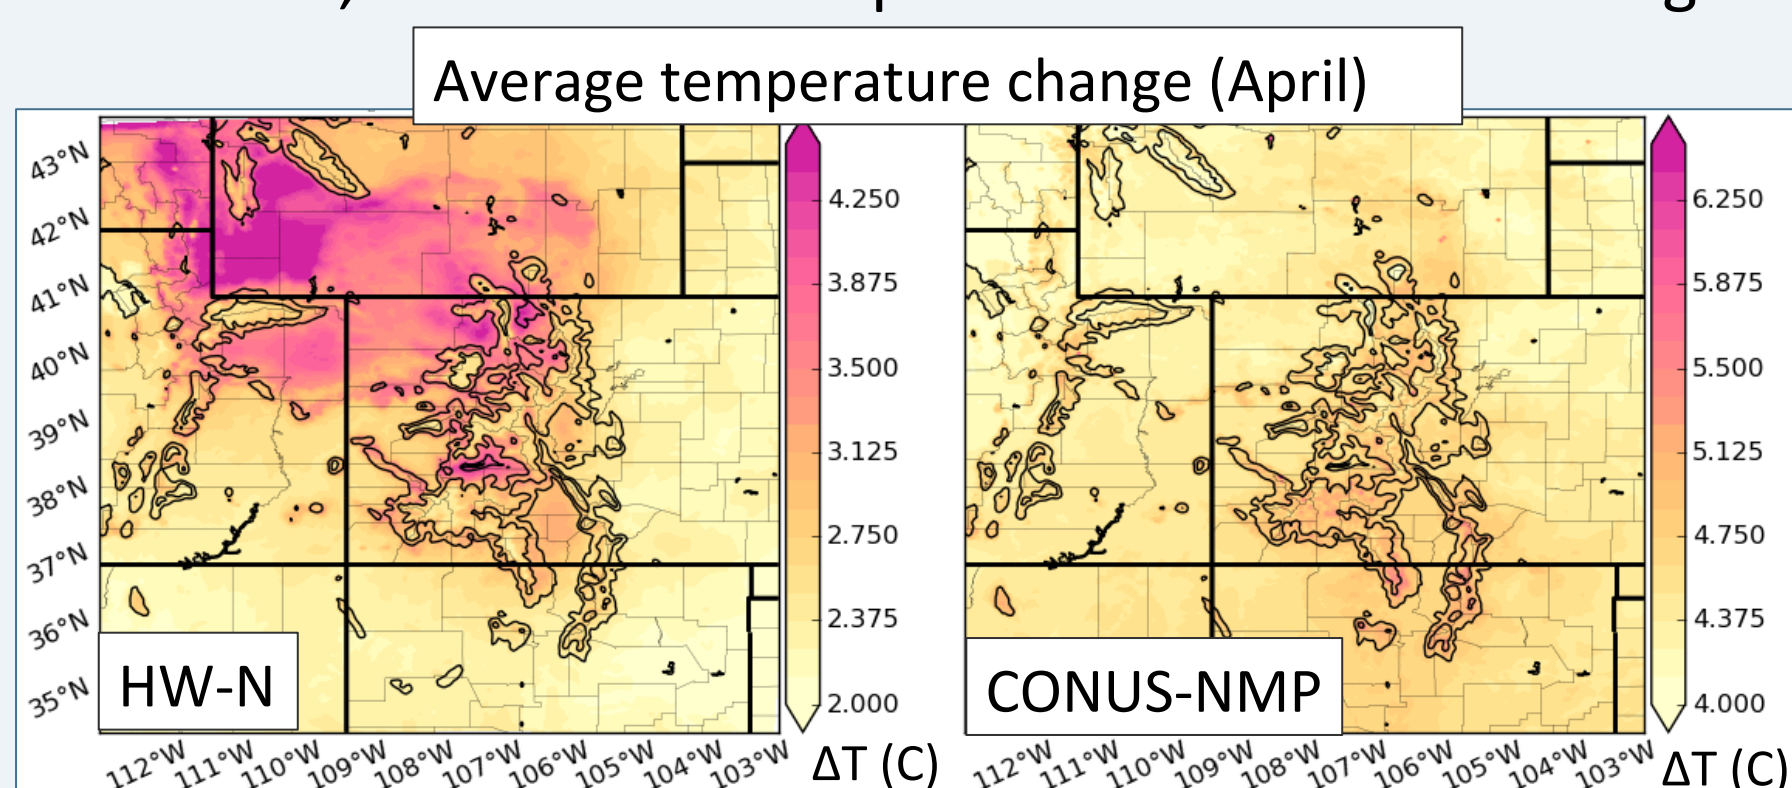 Average temperature change (April)
43°N
42°N
41°N
40°N
39°N
38°N
37°N
36°N
35°N
HW-N
112°W
111°W
110°W
109°W
108°W
107°W
106°W
105°W
104°W
103°W
4.250
3.875
3.500
3.125
2.750
2.375
2.000
ΔT (C)
CONUS-NMP
112°W
111°W
110°W
109°W
108°W
107°W
106°W
105°W
104°W
103°W
6.250
5.875
5.500
5.125
4.750
4.375
4.000
ΔT (C)